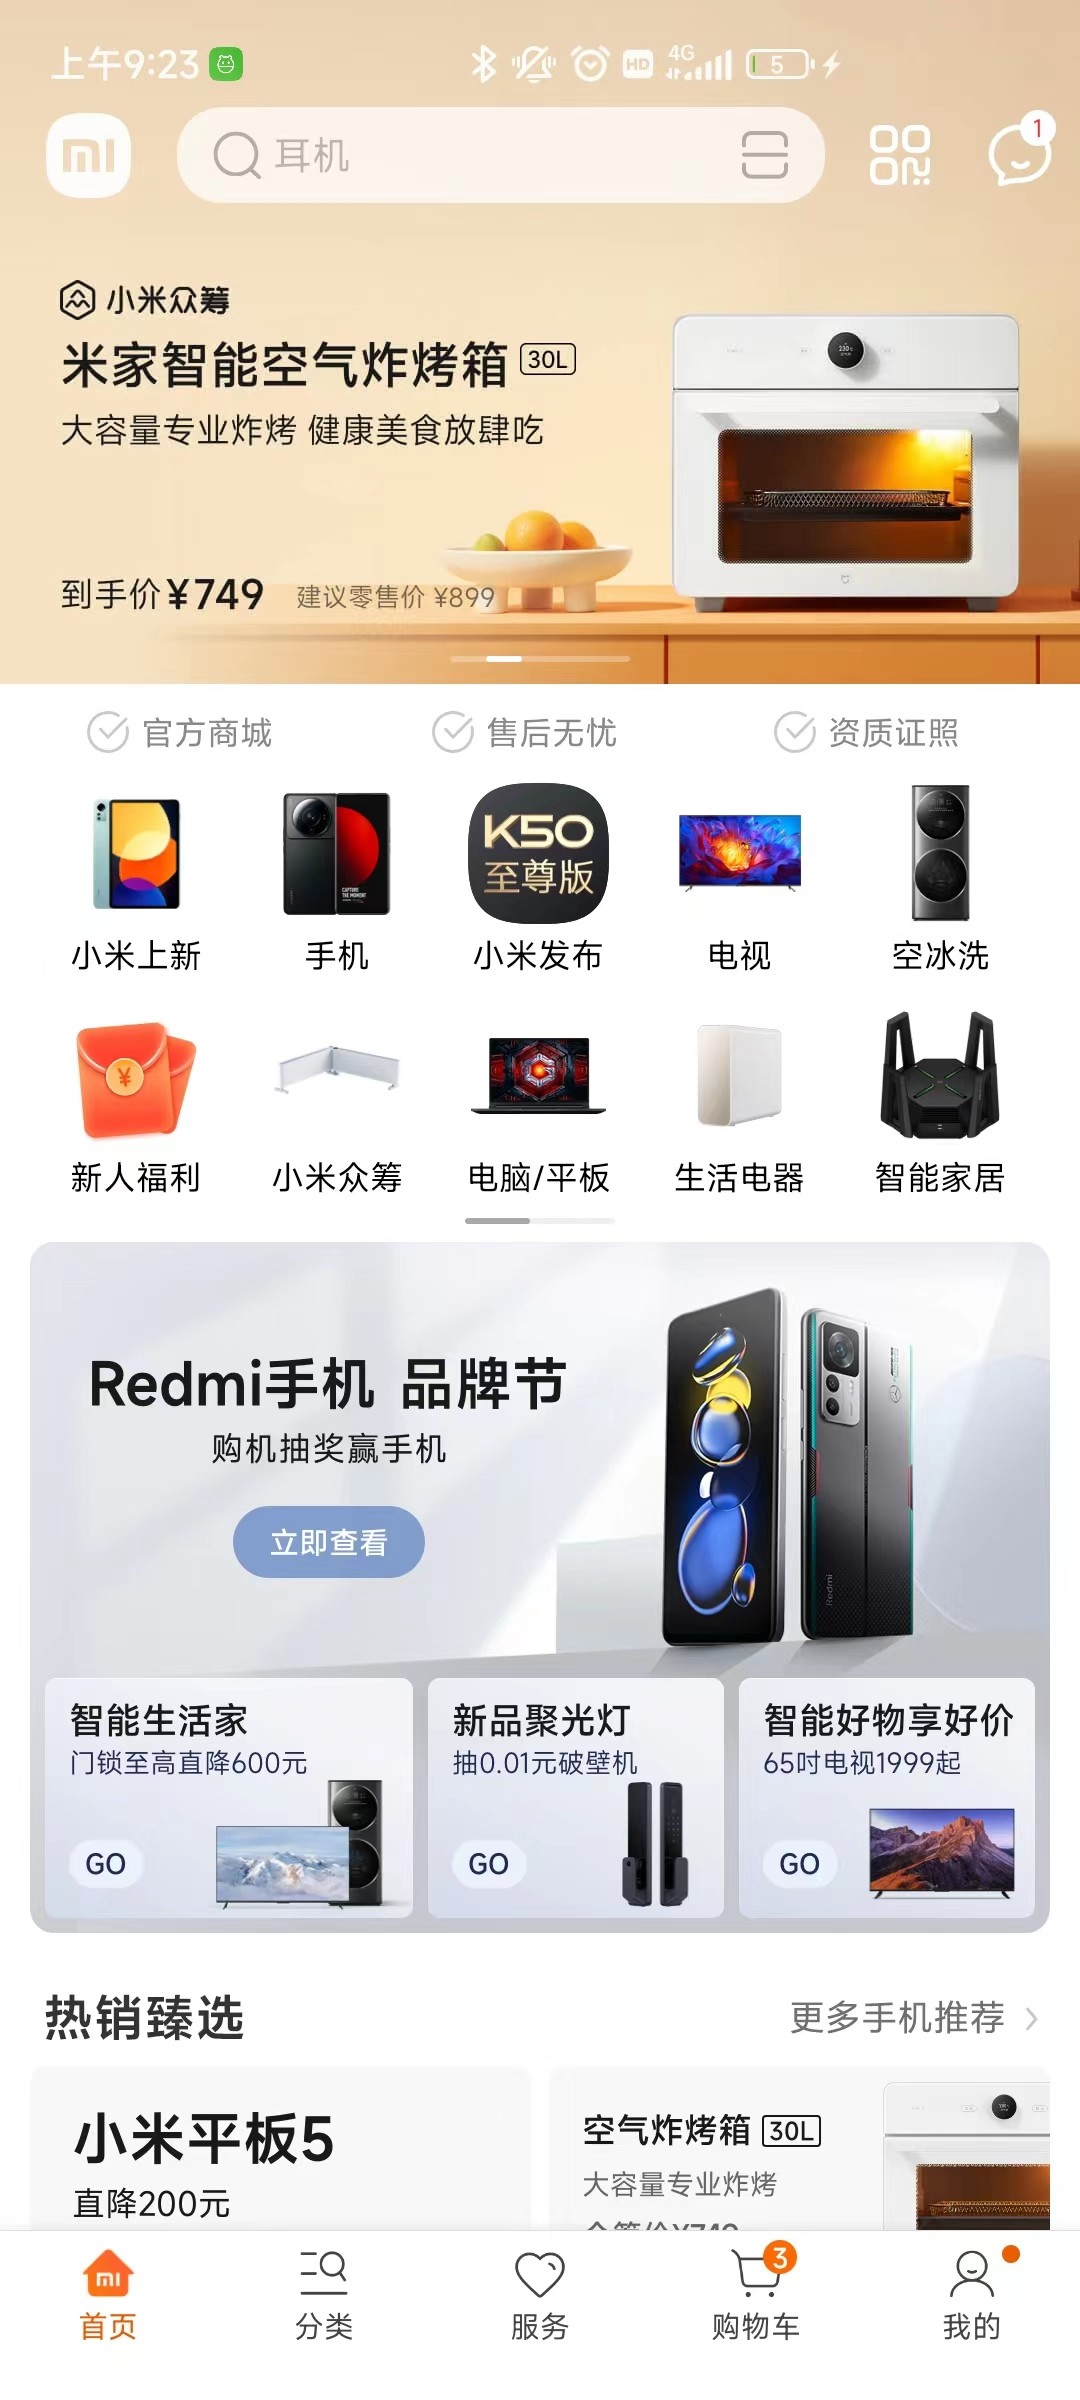 上午9:23
HD
4G
5
mi
耳机
1
小米众筹
米家智能空气炸烤箱 30L
大容量专业炸烤 健康美食放肆吃
到手价¥749 建议零售价 ¥899
官方商城 售后无忧 资质证照
CAPTURE
THE MOMENT
K50
至尊版
小米上新 手机 小米发布 电视 空冰洗
¥
新人福利 小米众筹 电脑/平板 生活电器 智能家居
Redmi手机 品牌节
购机抽奖赢手机
立即查看
Redmi
智能生活家 新品聚光灯 智能好物享好价
门锁至高直降600元 抽0.01元破壁机 65吋电视1999起
GO GO GO
热销臻选 更多手机推荐
小米平板5
直降200元
空气炸烤箱 30L
大容量专业炸烤
mi
3
首页 分类 服务 购物车 我的